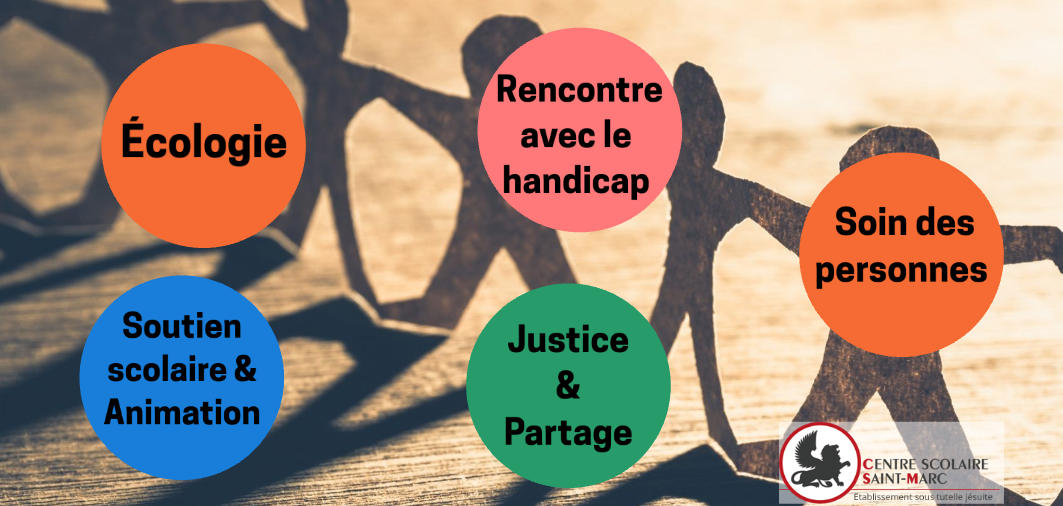 Écologie
Rencontre
avec le
handicap
Soin des
personnes
Soutien
scolaire &
Animation
Justice
&
Partage
CENTRE SCOLAIRE
SAINT-MARC
Etablissement sous tutelle jésuite